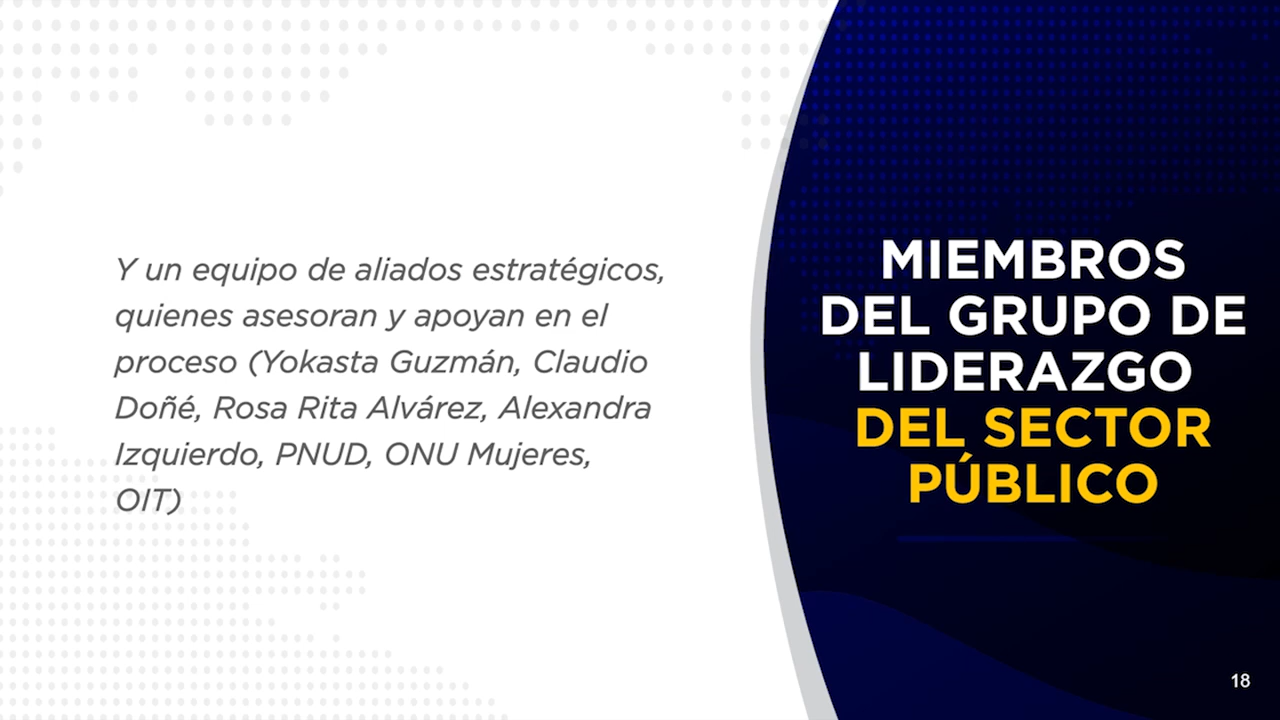 Y un equipo de aliados estratégicos,
quienes asesoran y apoyan en el
proceso (Yokasta Guzmán, Claudio
Doñé, Rosa Rita Alvárez, Alexandra
Izquierdo, PNUD, ONU Mujeres,
OIT)
MIEMBROS
DEL GRUPO DE
LIDERAZGO
DEL SECTOR
PÚBLICO
18